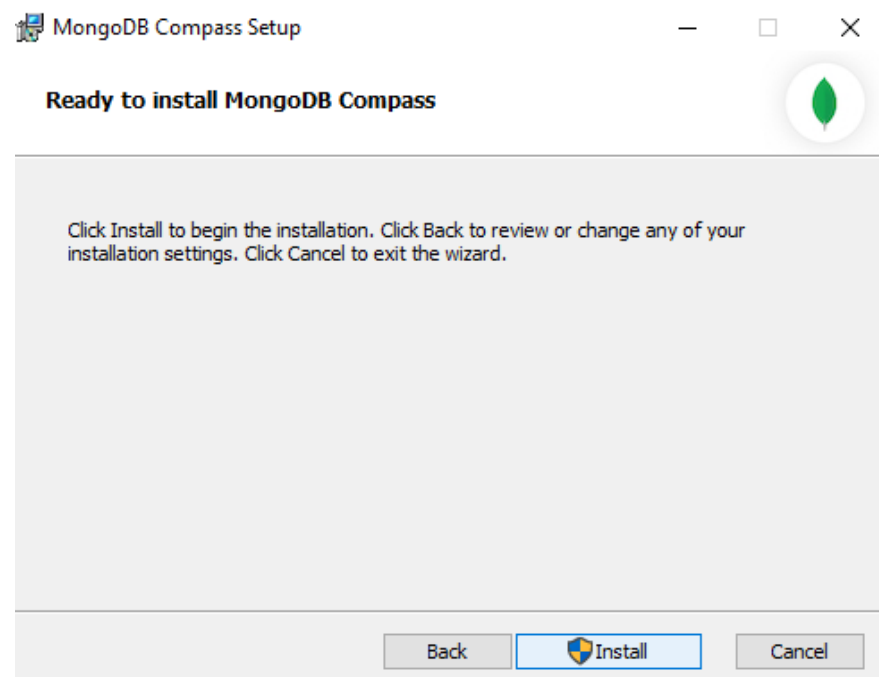 MongoDB Compass Setup
Ready to install MongoDB Compass
Click Install to begin the installation. Click Back to review or change any of your
installation settings. Click Cancel to exit the wizard.
Back
Install
Cancel